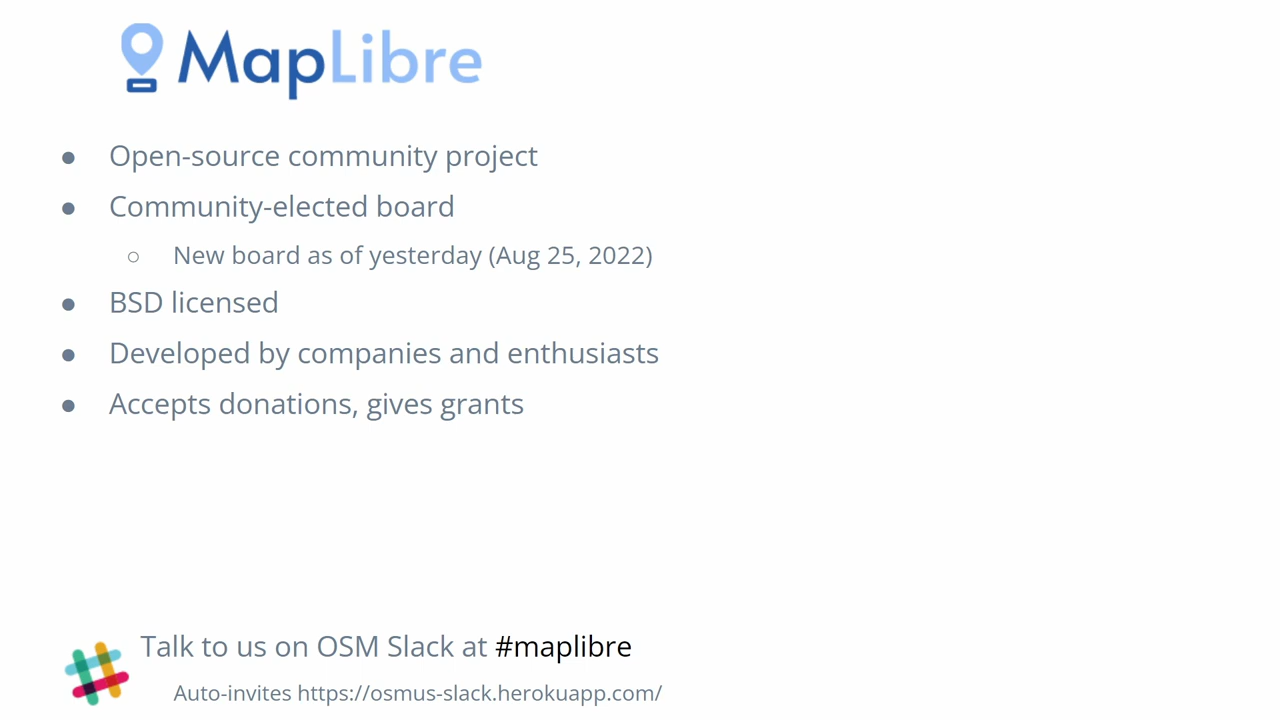 MapLibre
● Open-source community project
● Community-elected board
○ New board as of yesterday (Aug 25, 2022)
● BSD licensed
● Developed by companies and enthusiasts
● Accepts donations, gives grants
Talk to us on OSM Slack at #maplibre
Auto-invites https://osmus-slack.herokuapp.com/